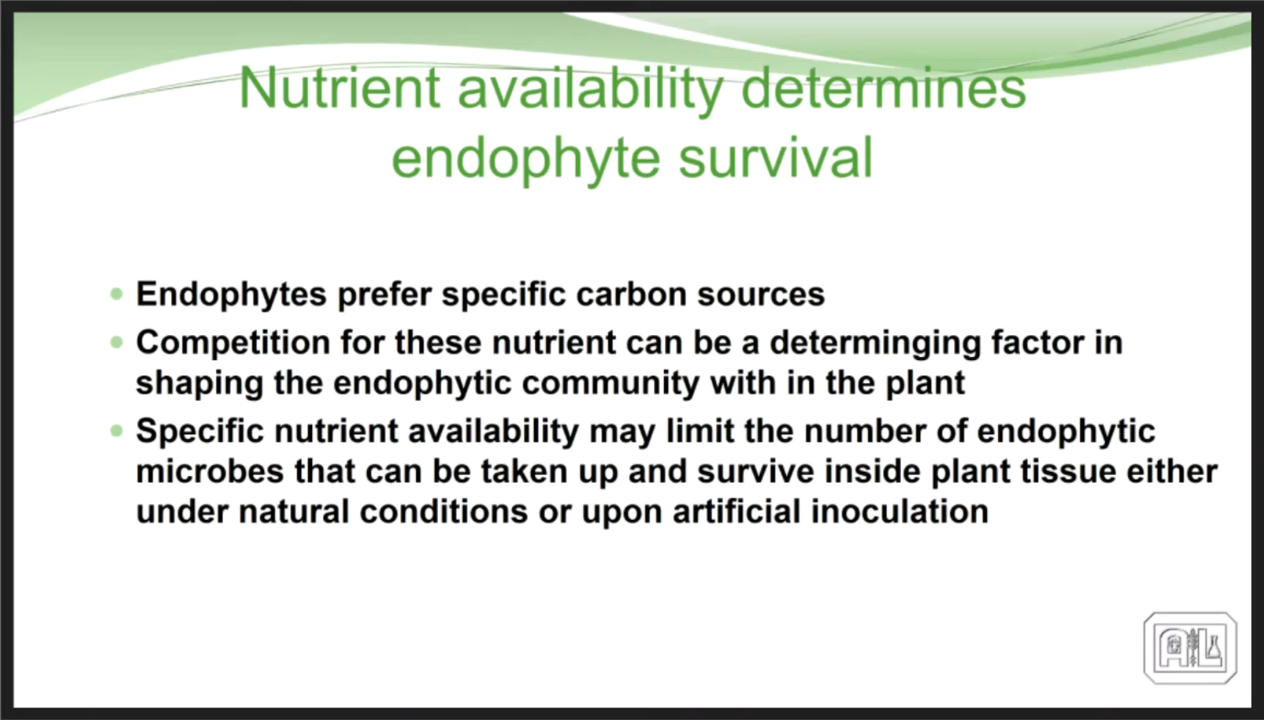 Nutrient availability determines
endophyte survival
Endophytes prefer specific carbon sources
Competition for these nutrient can be a determinging factor in
shaping the endophytic community with in the plant
Specific nutrient availability may limit the number of endophytic
microbes that can be taken up and survive inside plant tissue either
under natural conditions or upon artificial inoculation
AL